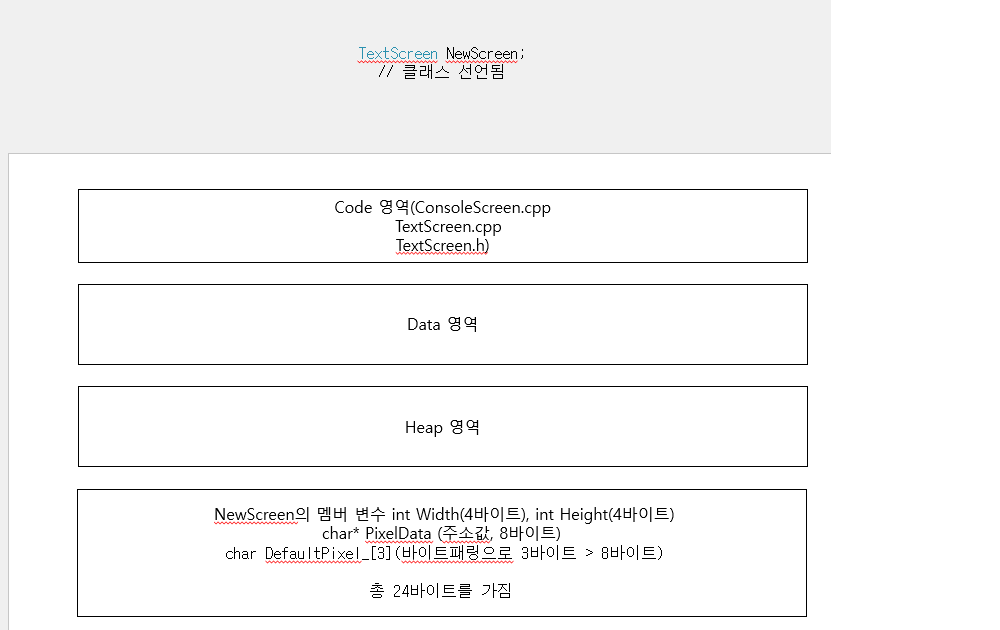 TextScreen NewScreen;
// 클래스 선언됨
Code 영역(ConsoleScreen.cpp
TextScreen.cpp
TextScreen.h)
Data 영역
Heap 영역
NewScreen의 멤버 변수 int Width(4바이트), int Height(4바이트)
char* PixelData (주소값, 8바이트)
char DefaultPixel_[3](바이트패링으로 3바이트 > 8바이트)
총 24바이트를 가짐